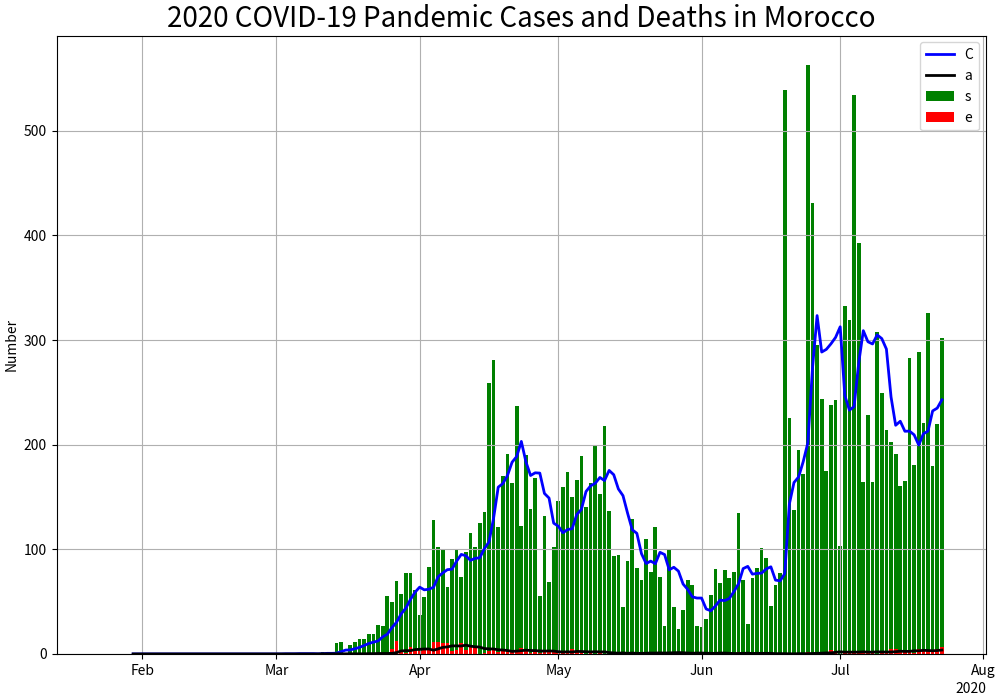 2020 COVID-19 Pandemic Cases and Deaths in Morocco
Number
500
400
300
200
100
0
C
a
s
e
Feb
Mar
Apr
May
Jun
Jul
Aug
2020